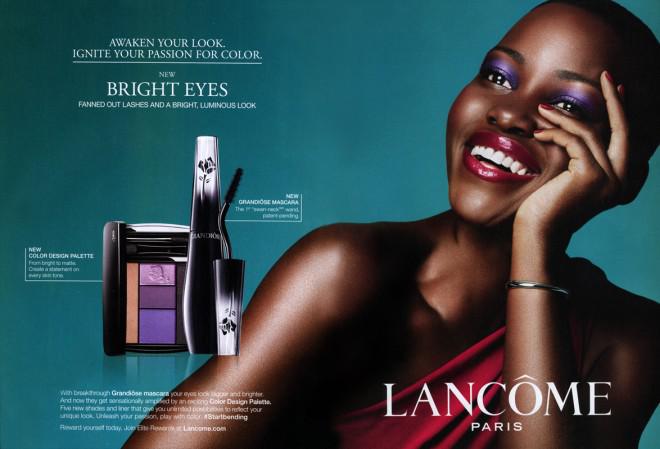 AWAKEN YOUR LOOK.
IGNITE YOUR PASSION FOR COLOR.
NEW
BRIGHT EYES
FANNED OUT LASHES AND A BRIGHT, LUMINOUS LOOK
NEW
GRANDIÔSE MASCARA
The 1st "swan-neck™" wand,
patent-pending.
GRANDIÔSE
NEW
COLOR DESIGN PALETTE
From bright to matte.
Create a statement on
every skin tone.
With breakthrough Grandiôse mascara your eyes look bigger and brighter.
And now they get sensationally amplified by an exciting Color Design Palette.
Five new shades and liner that give you unlimited possibilities to reflect your
unique look. Unleash your passion, play with color. #Startbending
Reward yourself today. Join Elite Rewards at Lancome.com
LANCÔME
PARIS